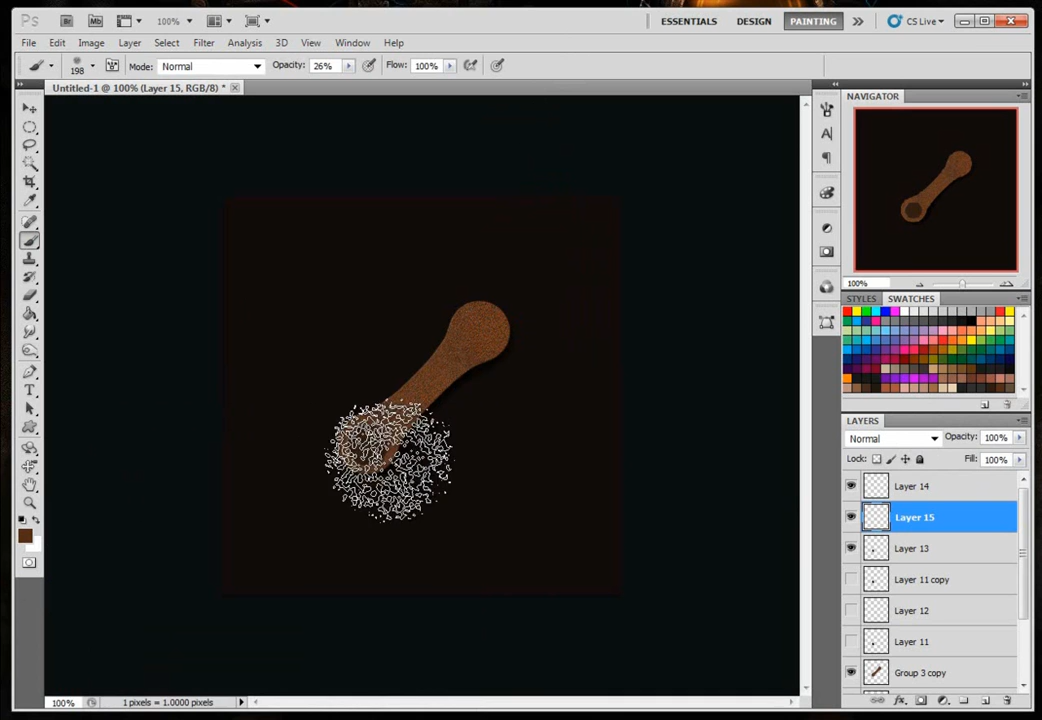 Ps Br Mb 100% ESSENTIALS DESIGN PAINTING CS Live
File Edit Image Layer Select Filter Analysis 3D View Window Help
198 Mode: Normal Opacity: 26% Flow: 100%
Untitled-1 @ 100% (Layer 15, RGB/8) *
NAVIGATOR
100%
STYLES SWATCHES
LAYERS
Normal Opacity: 100%
Lock: Fill: 100%
Layer 14
Layer 15
Layer 13
Layer 11 copy
Layer 12
Layer 11
Group 3 copy
100% 1 pixels = 1.0000 pixels